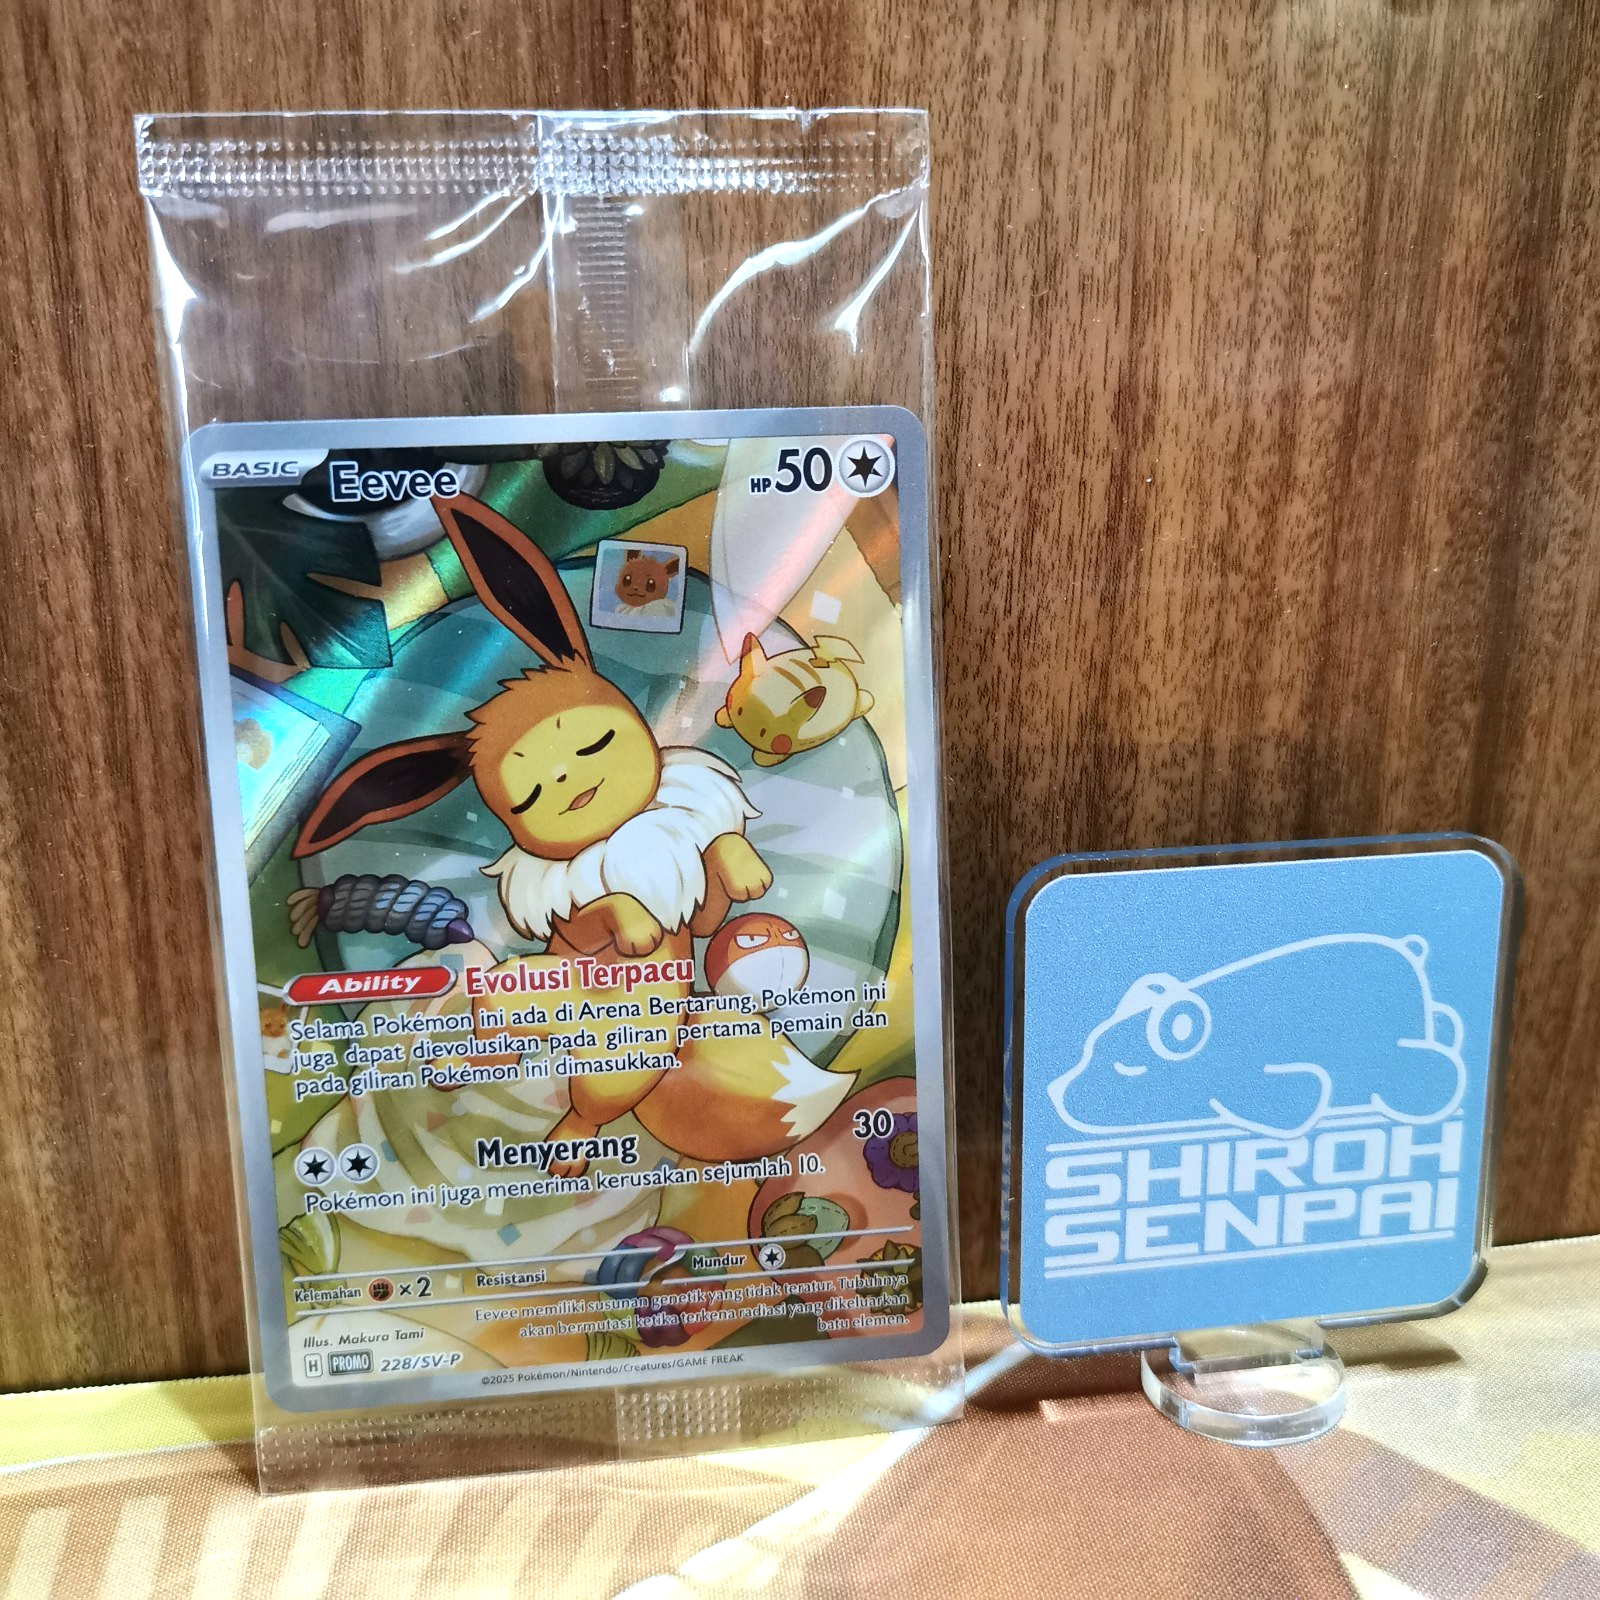 BASIC Eevee HP 50
Ability Evolusi Terpacu
Selama Pokémon ini ada di Arena Bertarung, Pokémon ini
juga dapat dievolusikan pada giliran pertama pemain dan
pada giliran Pokémon ini dimasukkan.
Menyerang 30
Pokémon ini juga menerima kerusakan sejumlah 10.
Kelemahan ×2 Resistansi Mundur
Eevee memiliki susunan genetik yang tidak teratur. Tubuhnya
akan bermutasi ketika terkena radiasi yang dikeluarkan
batu elemen.
Illus. Makura Tami
H PROMO 228/SV-P
©2025 Pokémon/Nintendo/Creatures/GAME FREAK.
SHIROH
SENPAI